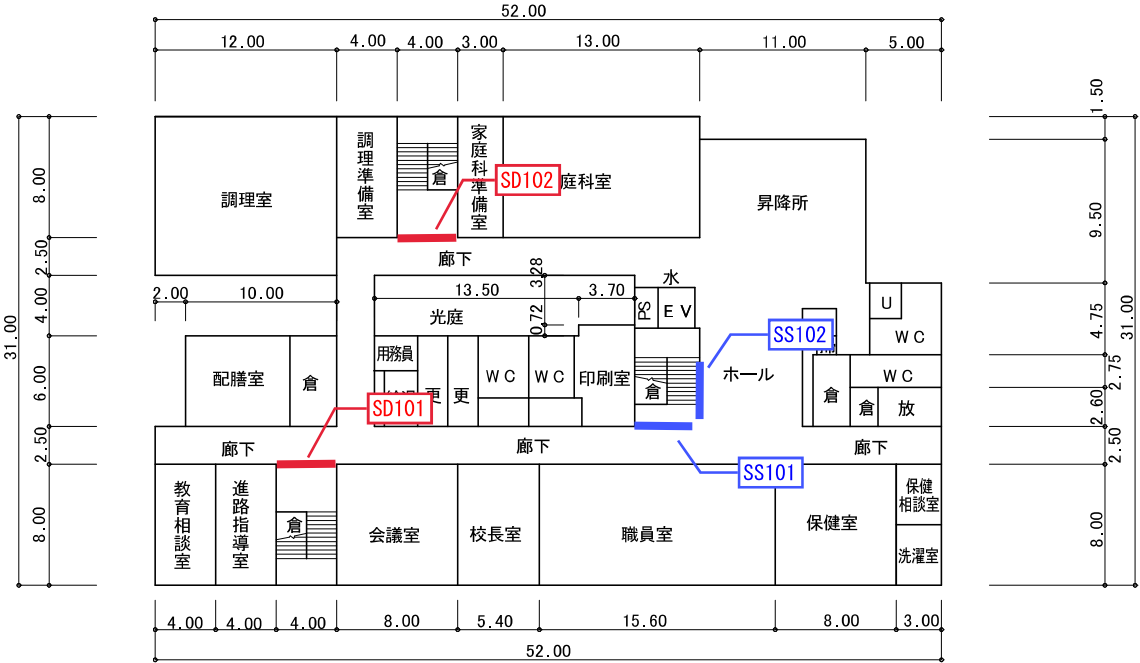 52.00
12.00
4.00
4.00
3.00
13.00
11.00
5.00
1.50
31.00
8.00
2.50
4.00
6.00
2.50
8.00
調理室
調理準備室
倉
家庭科準備室
SD102
庭科室
昇降所
9.50
4.75
2.75
2.60
2.50
8.00
31.00
廊下
水
3.28
2.00
10.00
13.50
3.70
0.72
光庭
PS
EV
U
WC
SS102
用務員
配膳室
倉
更
更
WC
WC
印刷室
倉
ホール
倉
WC
倉
放
SD101
廊下
廊下
廊下
SS101
教育相談室
進路指導室
倉
会議室
校長室
職員室
保健室
保健
相談室
洗濯室
4.00
4.00
4.00
8.00
5.40
15.60
8.00
3.00
52.00